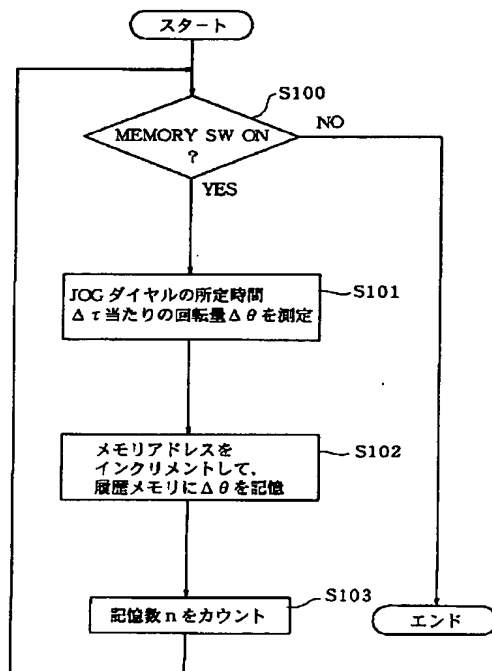 スタート
S100
MEMORY SW ON
?
NO
YES
JOGダイヤルの所定時間
Δτ当たりの回転量Δθを測定
S101
メモリアドレスを
インクリメントして、
履歴メモリにΔθを記憶
S102
記憶数nをカウント
S103
エンド